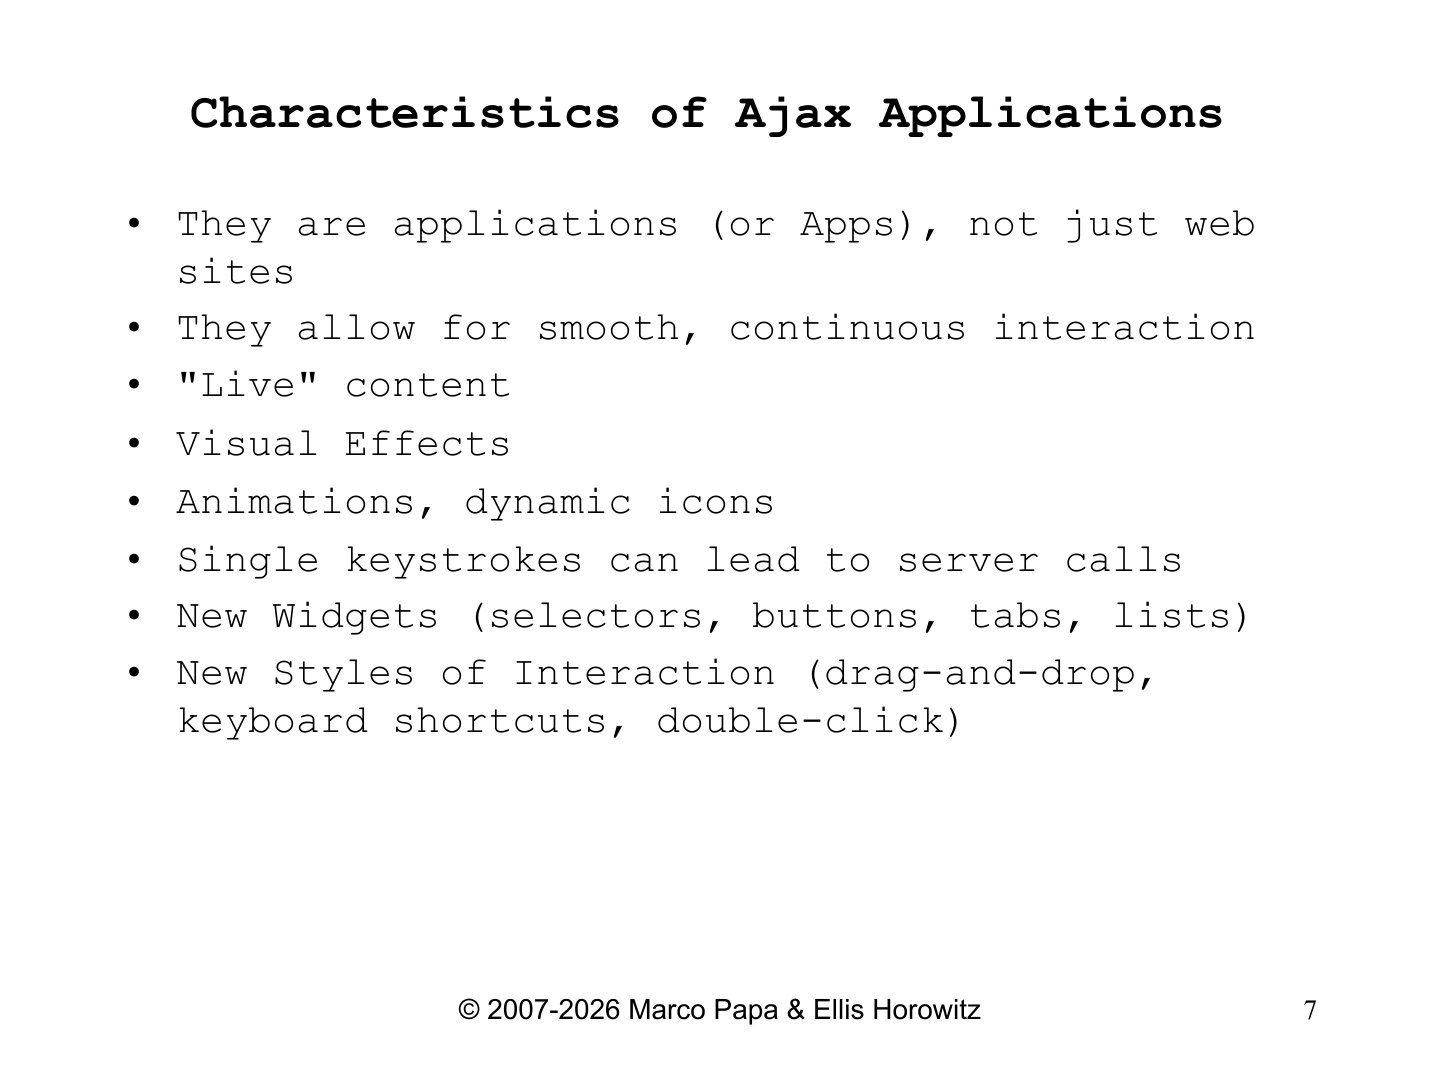 Characteristics of Ajax Applications
• They are applications (or Apps), not just web
sites
• They allow for smooth, continuous interaction
• "Live" content
• Visual Effects
• Animations, dynamic icons
• Single keystrokes can lead to server calls
• New Widgets (selectors, buttons, tabs, lists)
• New Styles of Interaction (drag-and-drop,
keyboard shortcuts, double-click)
© 2007-2026 Marco Papa & Ellis Horowitz
7